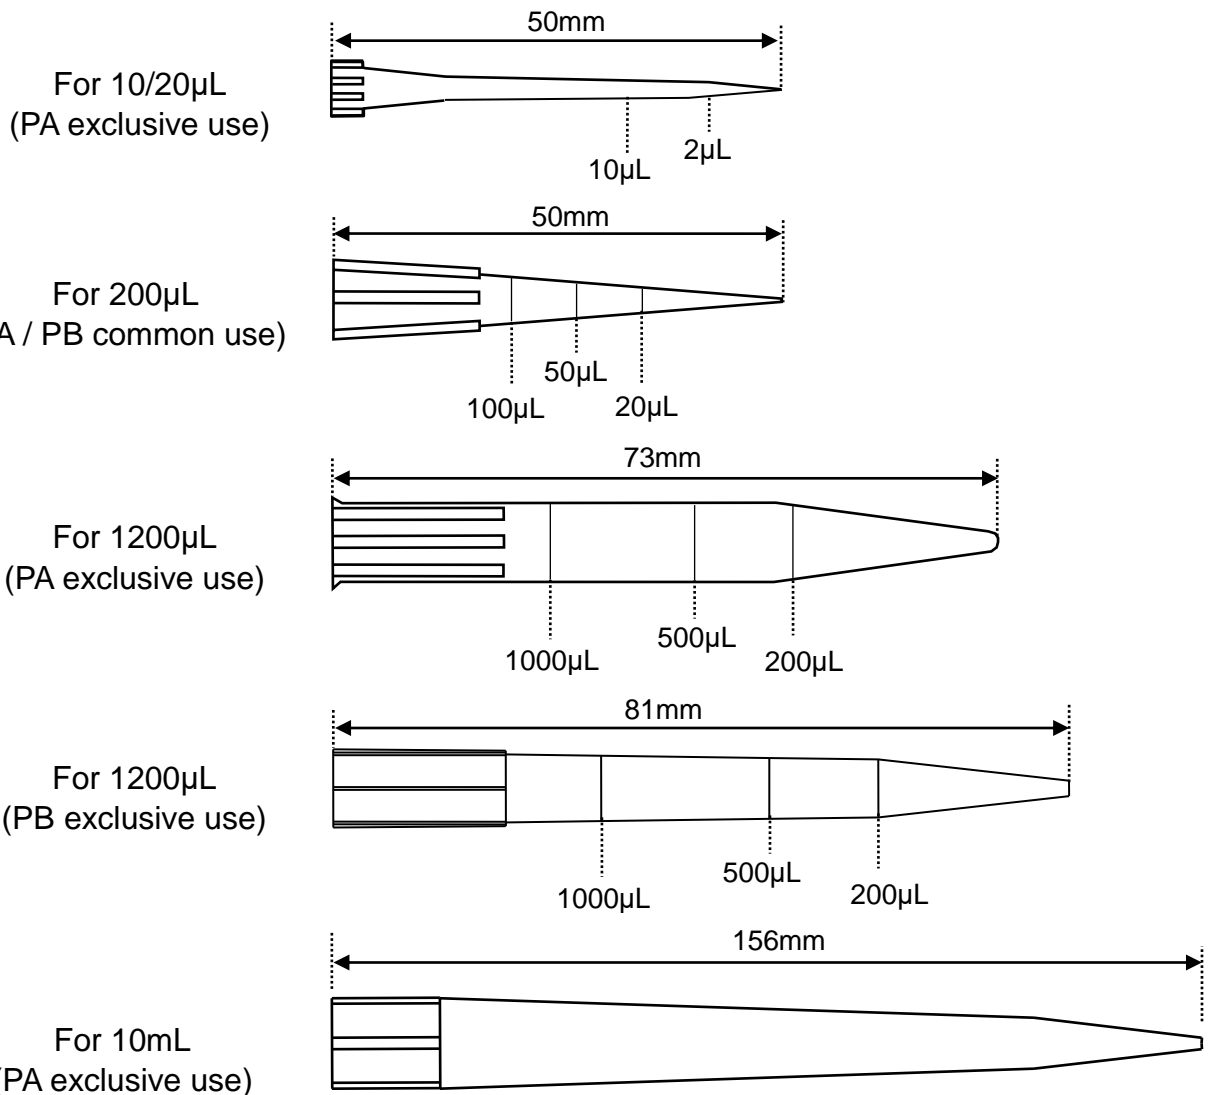 50mm
For 10/20µL
(PA exclusive use)
10µL
2µL
50mm
For 200µL
A / PB common use)
50µL
100µL
20µL
73mm
For 1200µL
(PA exclusive use)
500µL
1000µL
200µL
81mm
For 1200µL
(PB exclusive use)
500µL
1000µL
200µL
156mm
For 10mL
(PA exclusive use)